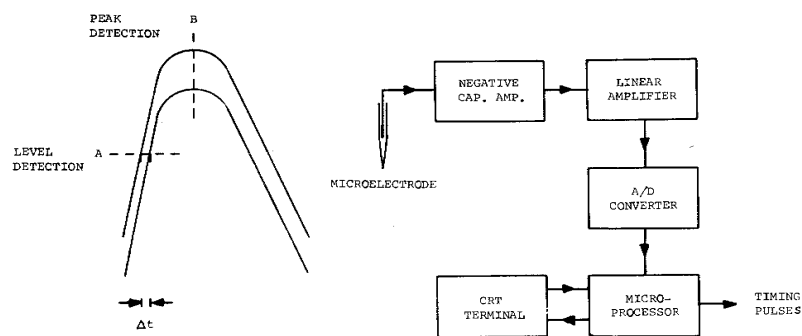 PEAK
DETECTION
B
LEVEL
DETECTION
A
Δt
NEGATIVE
CAP. AMP.
LINEAR
AMPLIFIER
MICROELECTRODE
A/D
CONVERTER
CRT
TERMINAL
MICRO-
PROCESSOR
TIMING
PULSES